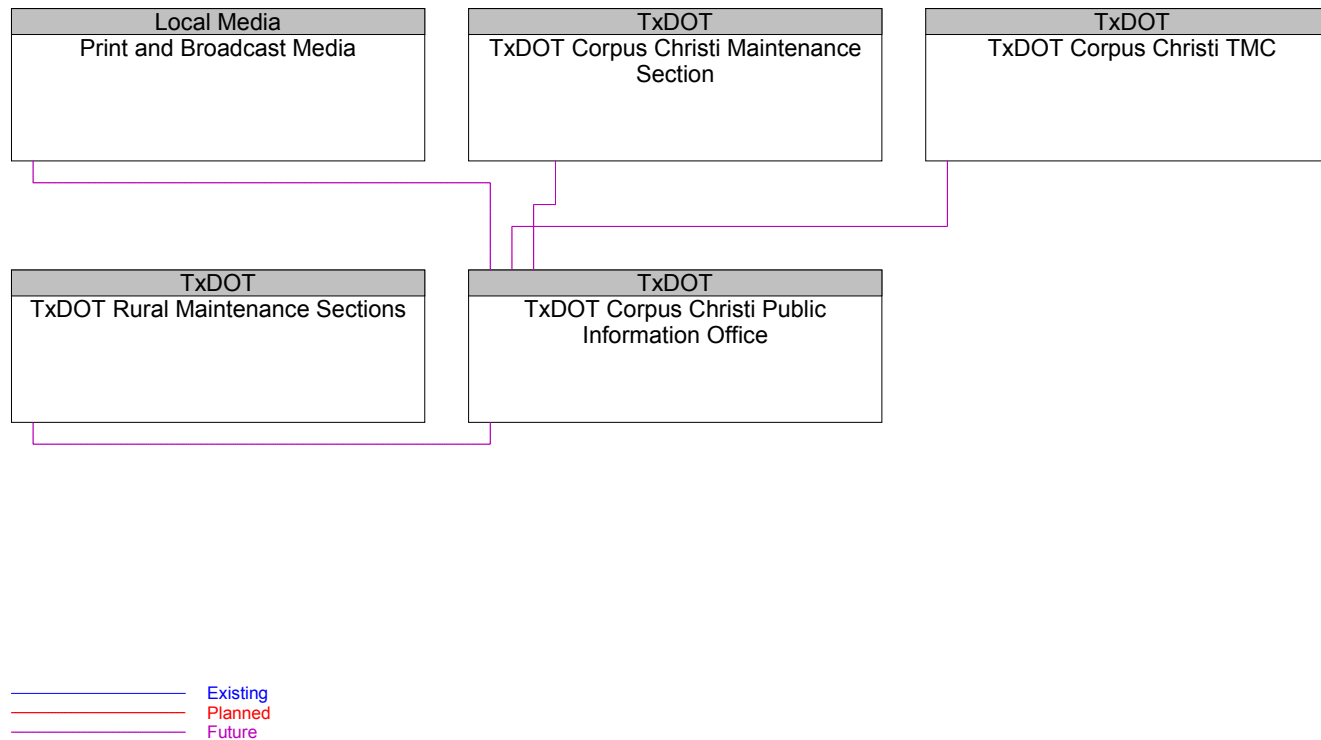 Local Media
Print and Broadcast Media
TxDOT
TxDOT Corpus Christi Maintenance
Section
TxDOT
TxDOT Corpus Christi TMC
TxDOT
TxDOT Rural Maintenance Sections
TxDOT
TxDOT Corpus Christi Public
Information Office
Existing
Planned
Future